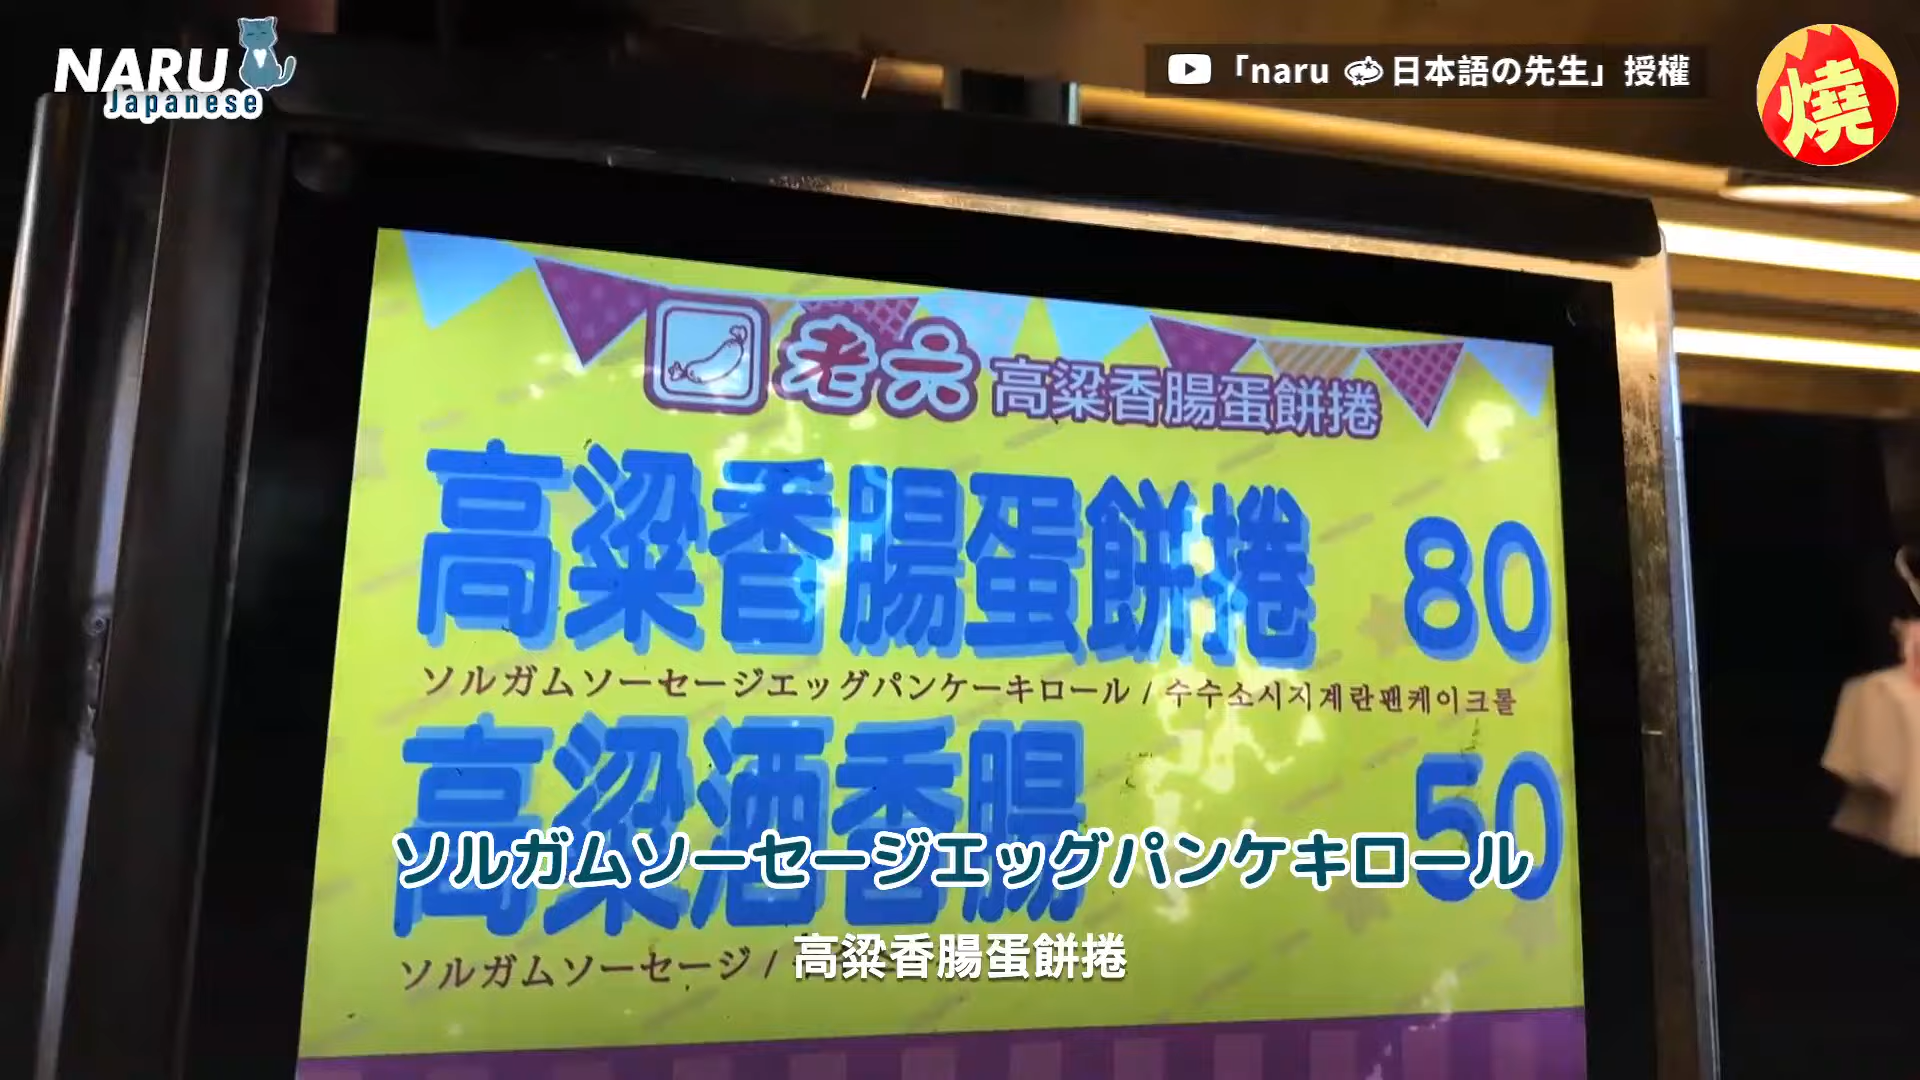 NARU
Japanese
「naru 日本語の先生」授權
燒
老六 高粱香腸蛋餅捲
高粱香腸蛋餅捲 80
ソルガムソーセージエッグパンケーキロール / 수수소시지계란팬케이크롤
高粱酒香腸 50
ソルガムソーセージエッグパンケキロール
ソルガムソーセージ /
高粱香腸蛋餅捲